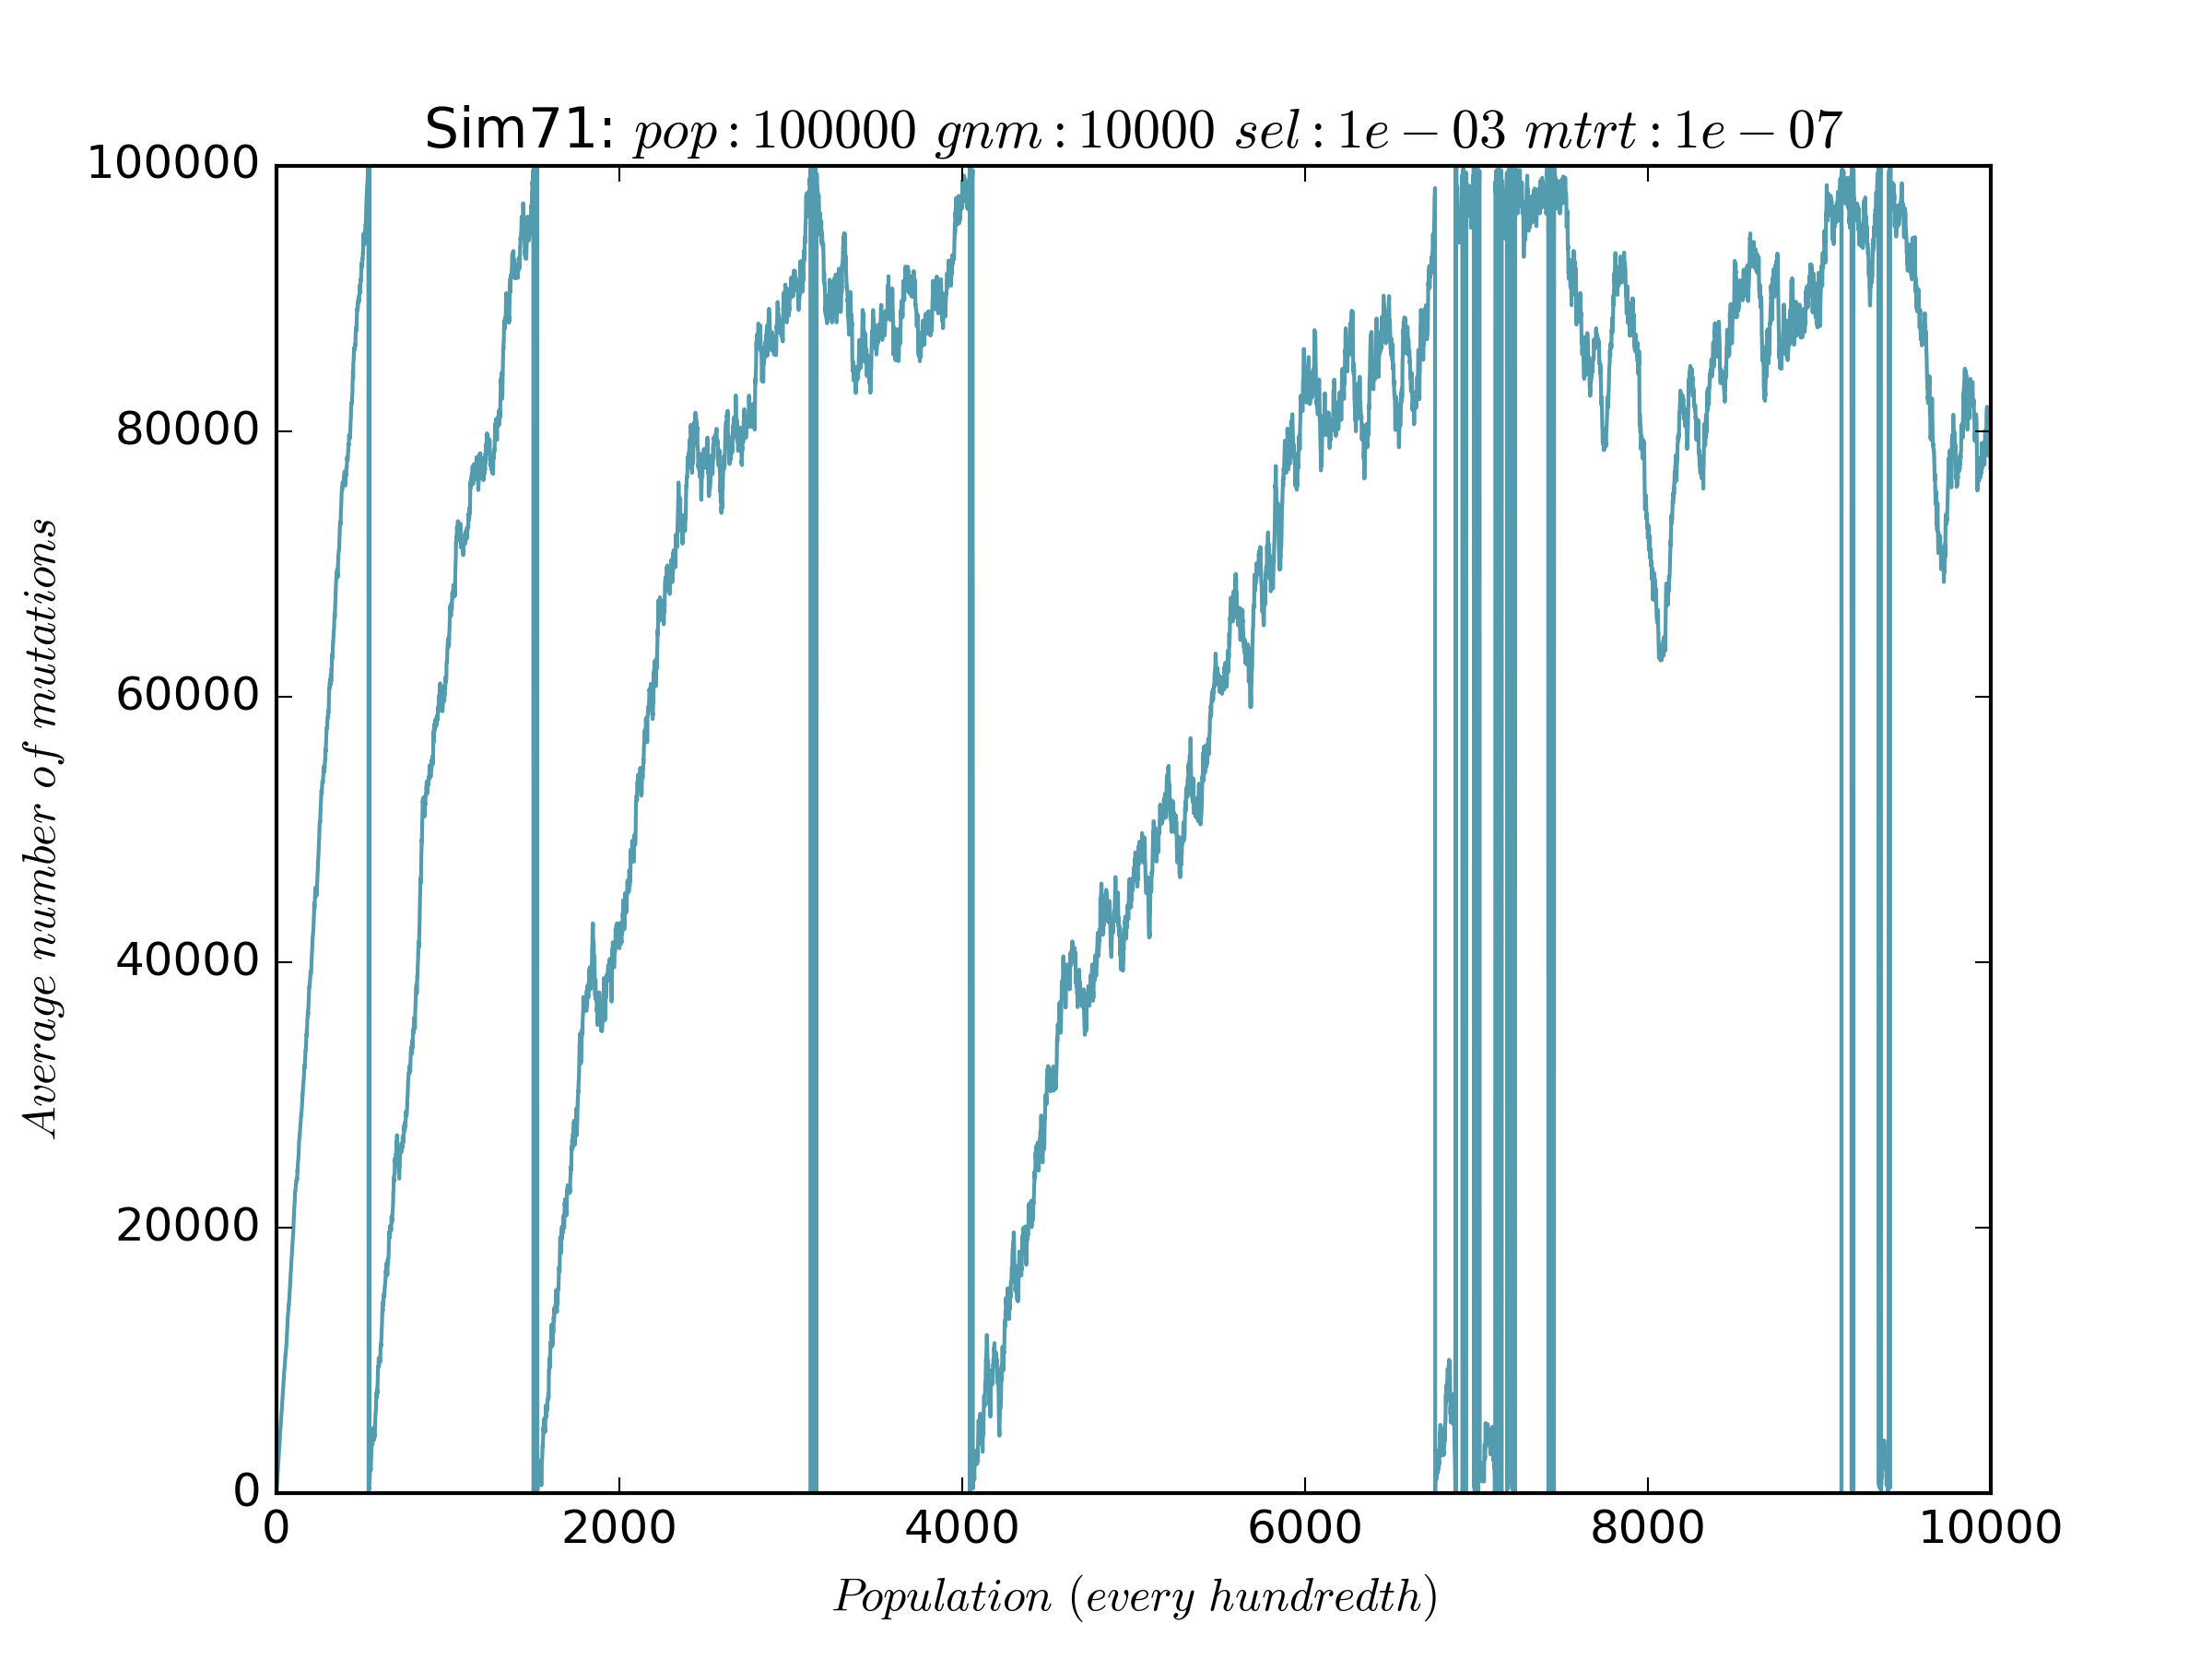 Sim71: pop : 100000 gnm : 10000 sel : 1e − 03 mtrt : 1e − 07
100000
80000
60000
40000
20000
0
Average number of mutations
0 2000 4000 6000 8000 10000
Population (every hundredth)